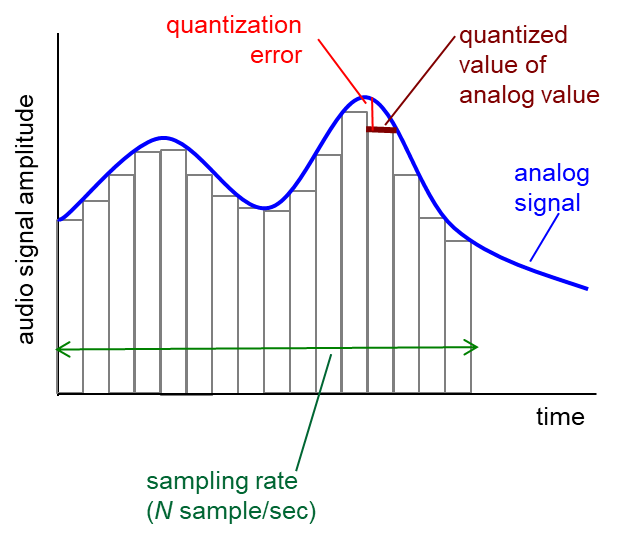 quantization
error
quantized
value of
analog value
analog
signal
audio signal amplitude
time
sampling rate
(N sample/sec)